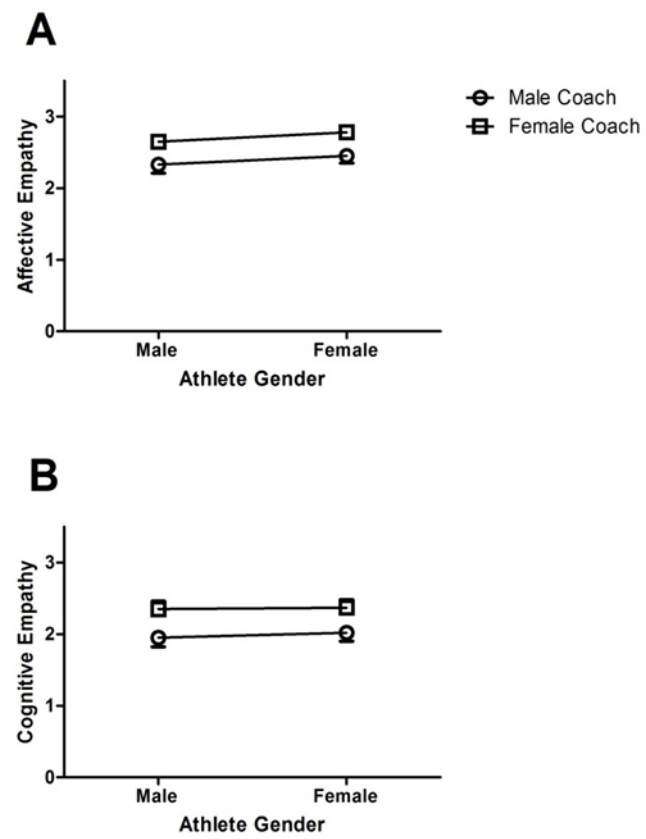 A
Male Coach
Female Coach
Affective Empathy
3
2
1
0
Male Female
Athlete Gender
B
Cognitive Empathy
3
2
1
0
Male Female
Athlete Gender